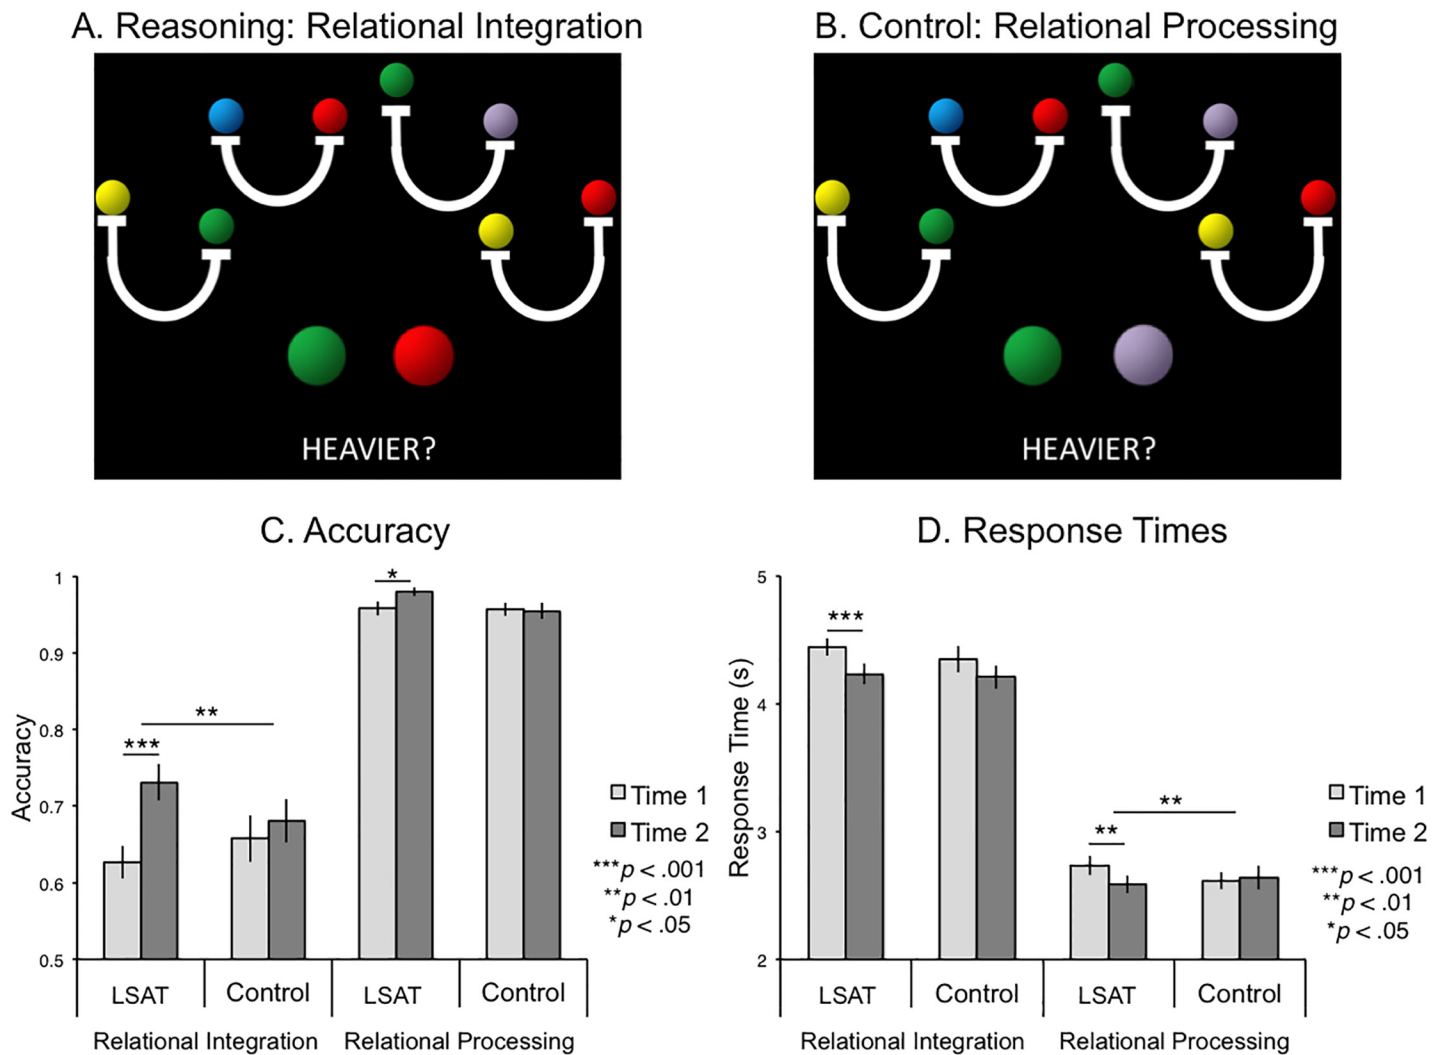 A. Reasoning: Relational Integration
HEAVIER?
B. Control: Relational Processing
HEAVIER?
C. Accuracy
Accuracy
1
0.9
0.8
0.7
0.6
0.5
***
**
*
LSAT
Control
LSAT
Control
Relational Integration
Relational Processing
Time 1
Time 2
***p < .001
**p < .01
*p < .05
D. Response Times
Response Time (s)
5
4
3
2
***
**
**
LSAT
Control
LSAT
Control
Relational Integration
Relational Processing
Time 1
Time 2
***p < .001
**p < .01
*p < .05